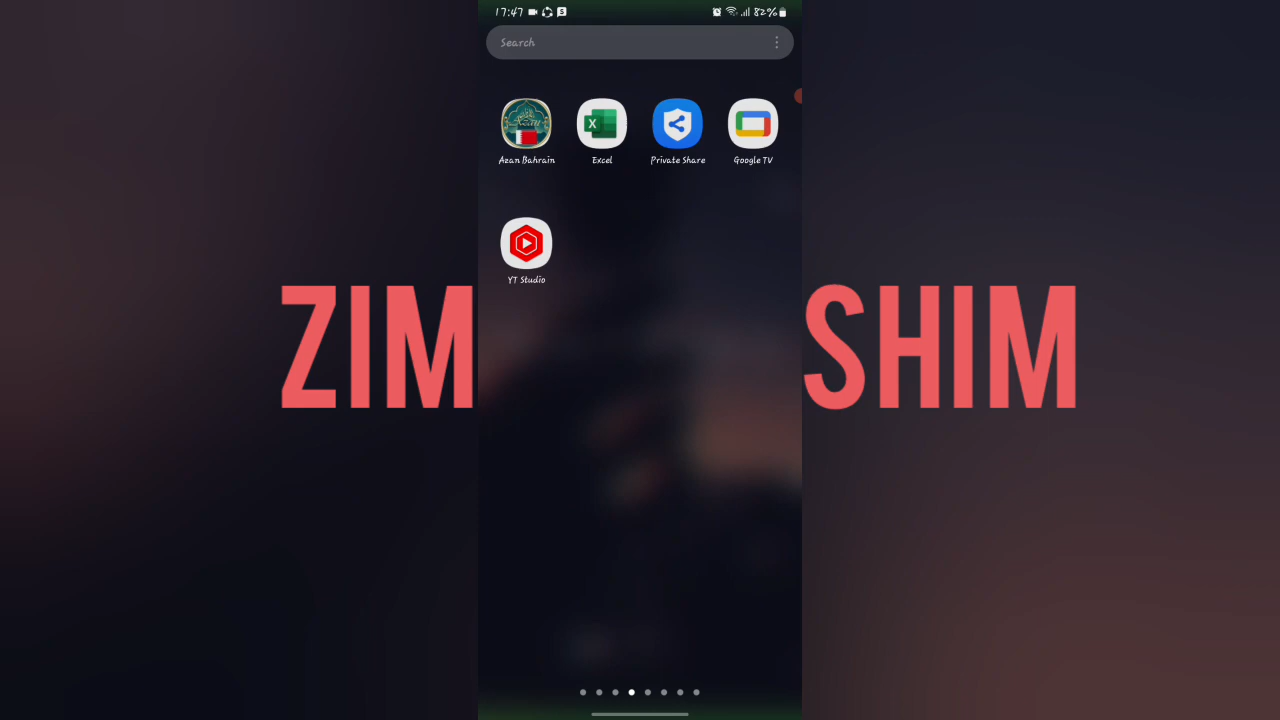 17:47
82%
Search
Azan Bahrain
Excel
Private Share
Google TV
YT Studio
ZIM SHIM